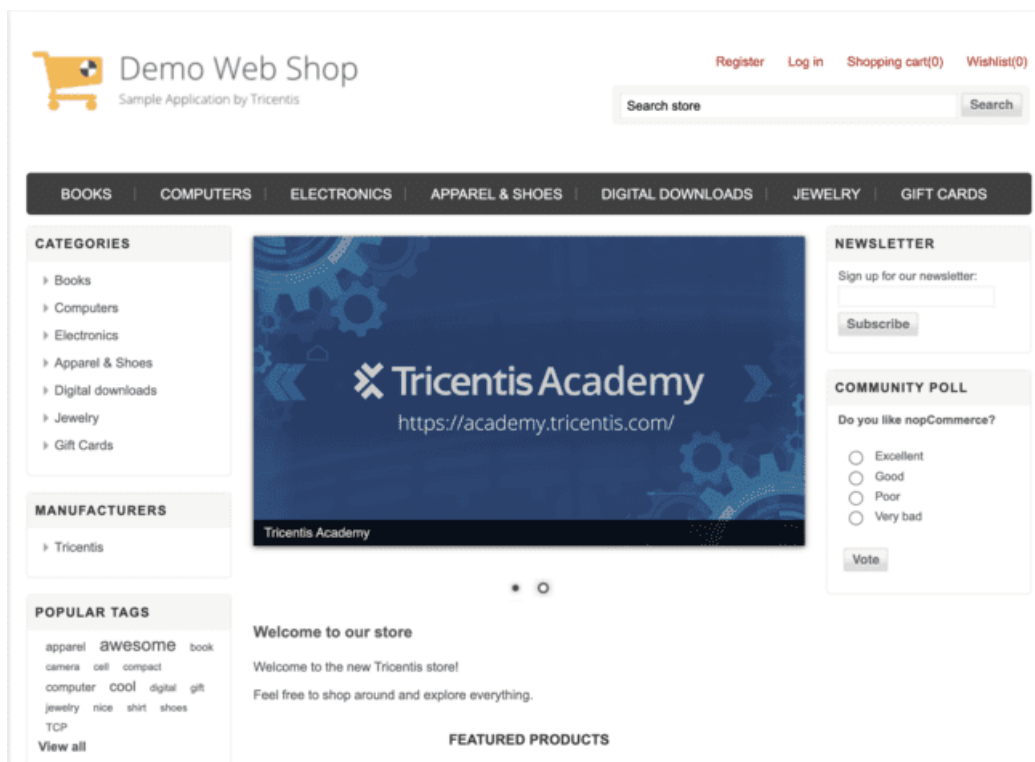 Demo Web Shop
Sample Application by Tricentis
Register Log in Shopping cart(0) Wishlist(0)
Search store Search
BOOKS COMPUTERS ELECTRONICS APPAREL & SHOES DIGITAL DOWNLOADS JEWELRY GIFT CARDS
CATEGORIES
Books
Computers
Electronics
Apparel & Shoes
Digital downloads
Jewelry
Gift Cards
MANUFACTURERS
Tricentis
POPULAR TAGS
apparel awesome book
camera cell compact
computer cool digital gift
jewelry nice shirt shoes
TCP
View all
Tricentis Academy
https://academy.tricentis.com/
Tricentis Academy
Welcome to our store
Welcome to the new Tricentis store!
Feel free to shop around and explore everything.
FEATURED PRODUCTS
NEWSLETTER
Sign up for our newsletter:
Subscribe
COMMUNITY POLL
Do you like nopCommerce?
Excellent
Good
Poor
Very bad
Vote